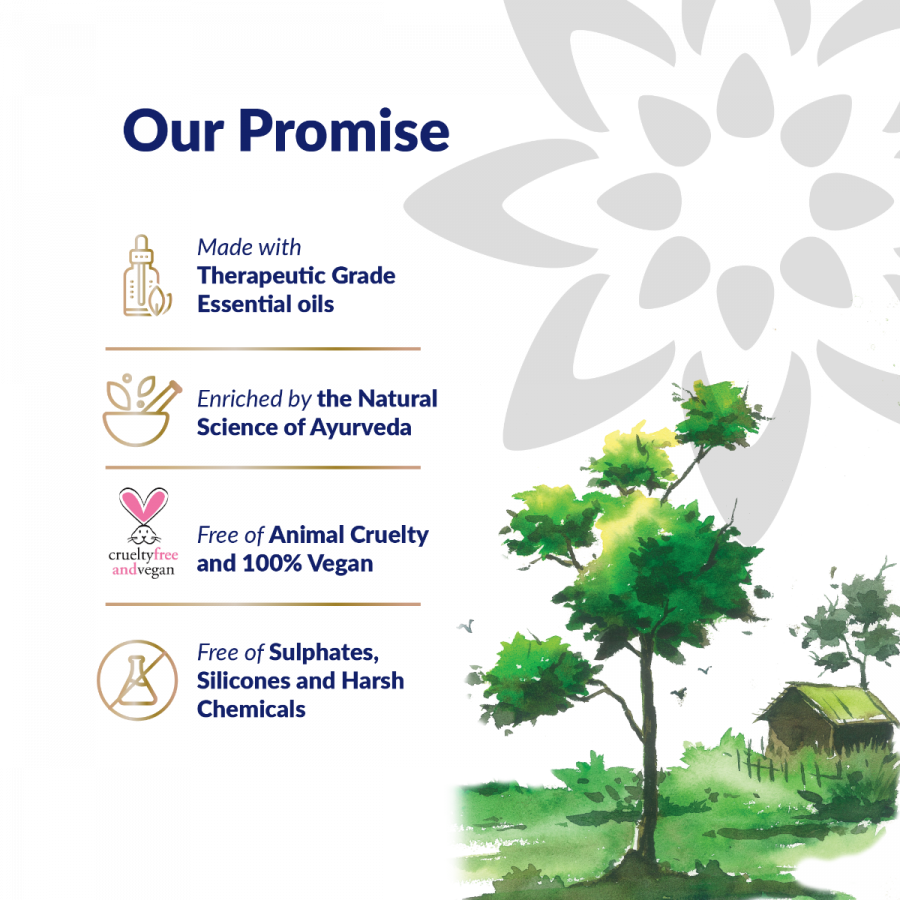 Our Promise
Made with
Therapeutic Grade
Essential oils
Enriched by the Natural
Science of Ayurveda
crueltyfree
andvegan
Free of Animal Cruelty
and 100% Vegan
Free of Sulphates,
Silicones and Harsh
Chemicals